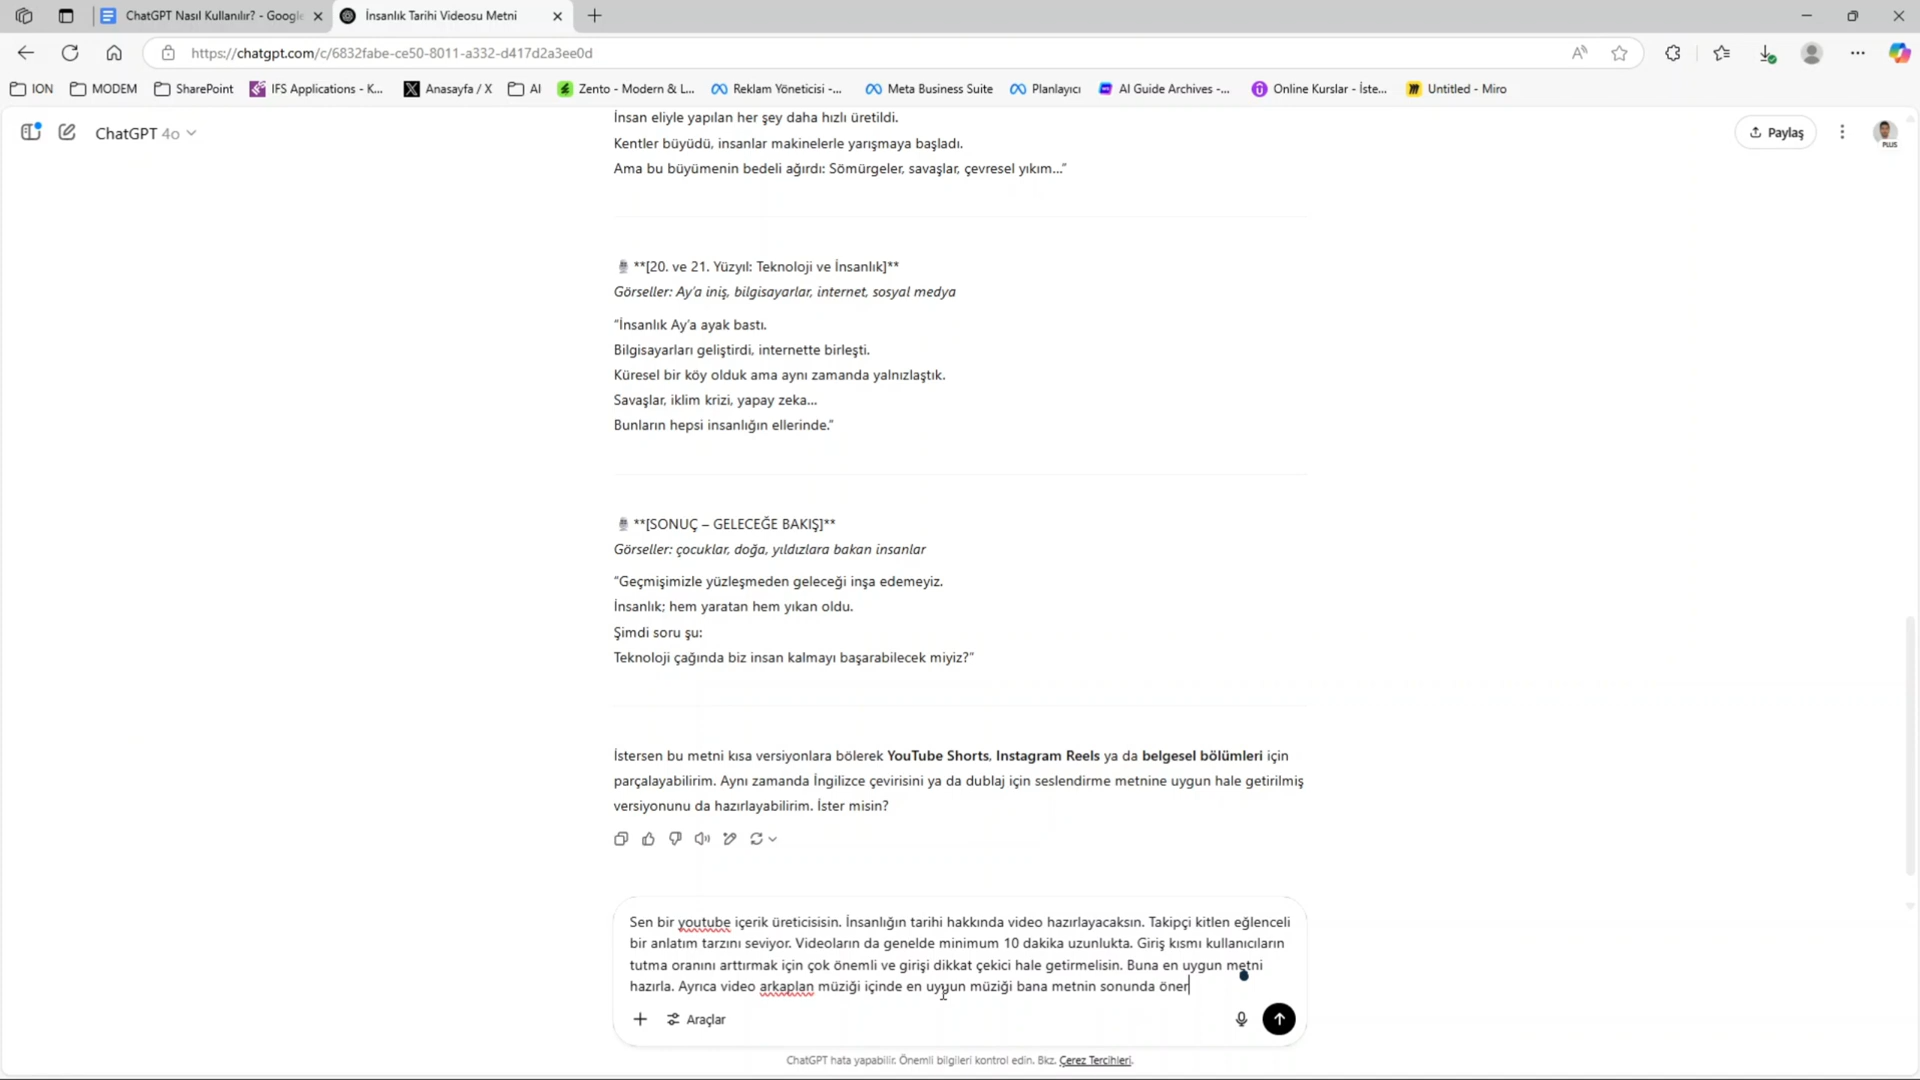 ChatGPT Nasıl Kullanılır? - Google
İnsanlık Tarihi Videosu Metni
https://chatgpt.com/c/6832fabe-ce50-8011-a332-d417d2a3ee0d
ION
MODEM
SharePoint
IFS Applications - K...
Anasayfa / X
AI
Zento - Modern & L...
Reklam Yöneticisi -...
Meta Business Suite
Planlayıcı
AI Guide Archives -...
Online Kurslar - İste...
Untitled - Miro
ChatGPT 4o
Paylaş
PLUS
İnsan eliyle yapılan her şey daha hızlı üretildi.
Kentler büyüdü, insanlar makinelerle yarışmaya başladı.
Ama bu büyümenin bedeli ağırdı: Sömürgeler, savaşlar, çevresel yıkım...”
**[20. ve 21. Yüzyıl: Teknoloji ve İnsanlık]**
Görseller: Ay’a iniş, bilgisayarlar, internet, sosyal medya
“İnsanlık Ay’a ayak bastı.
Bilgisayarları geliştirdi, internette birleşti.
Küresel bir köy olduk ama aynı zamanda yalnızlaştık.
Savaşlar, iklim krizi, yapay zeka...
Bunların hepsi insanlığın ellerinde.”
**[SONUÇ – GELECEĞE BAKIŞ]**
Görseller: çocuklar, doğa, yıldızlara bakan insanlar
“Geçmişimizle yüzleşmeden geleceği inşa edemeyiz.
İnsanlık; hem yaratan hem yıkan oldu.
Şimdi soru şu:
Teknoloji çağında biz insan kalmayı başarabilecek miyiz?”
İstersen bu metni kısa versiyonlara bölerek YouTube Shorts, Instagram Reels ya da belgesel bölümleri için
parçalayabilirim. Aynı zamanda İngilizce çevirisini ya da dublaj için seslendirme metnine uygun hale getirilmiş
versiyonunu da hazırlayabilirim. İster misin?
Sen bir youtube içerik üreticisisin. İnsanlığın tarihi hakkında video hazırlayacaksın. Takipçi kitlen eğlenceli
bir anlatım tarzını seviyor. Videoların da genelde minimum 10 dakika uzunlukta. Giriş kısmı kullanıcıların
tutma oranını arttırmak için çok önemli ve girişi dikkat çekici hale getirmelisin. Buna en uygun metni
hazırla. Ayrıca video arkaplan müziği içinde en uygun müziği bana metnin sonunda öner
Araçlar
ChatGPT hata yapabilir. Önemli bilgileri kontrol edin. Bkz. Çerez Tercihleri.